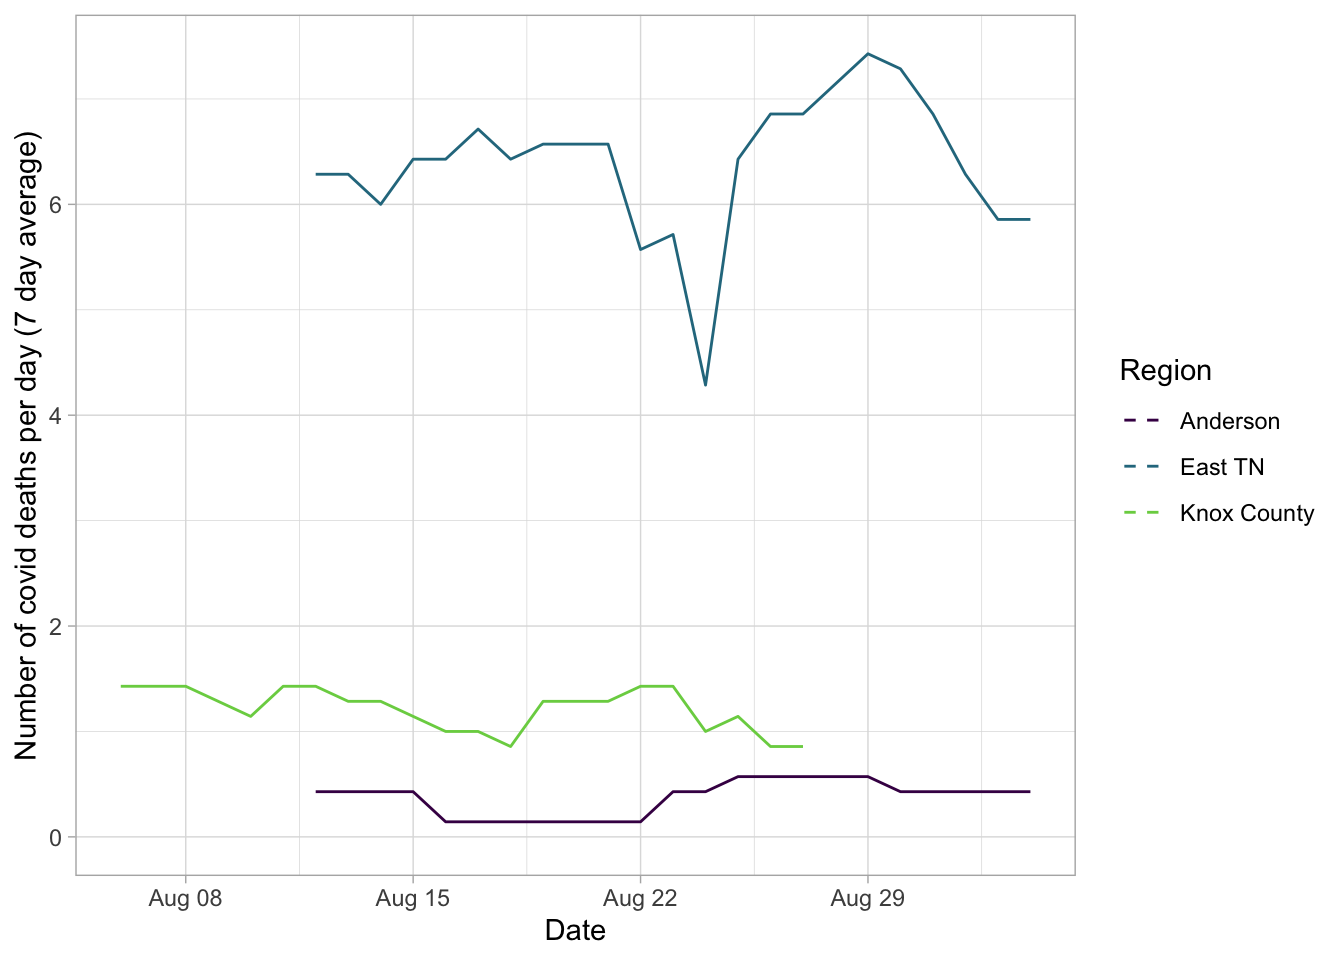 Number of covid deaths per day (7 day average)
6
4
2
0
Aug 08
Aug 15
Aug 22
Aug 29
Date
Region
Anderson
East TN
Knox County